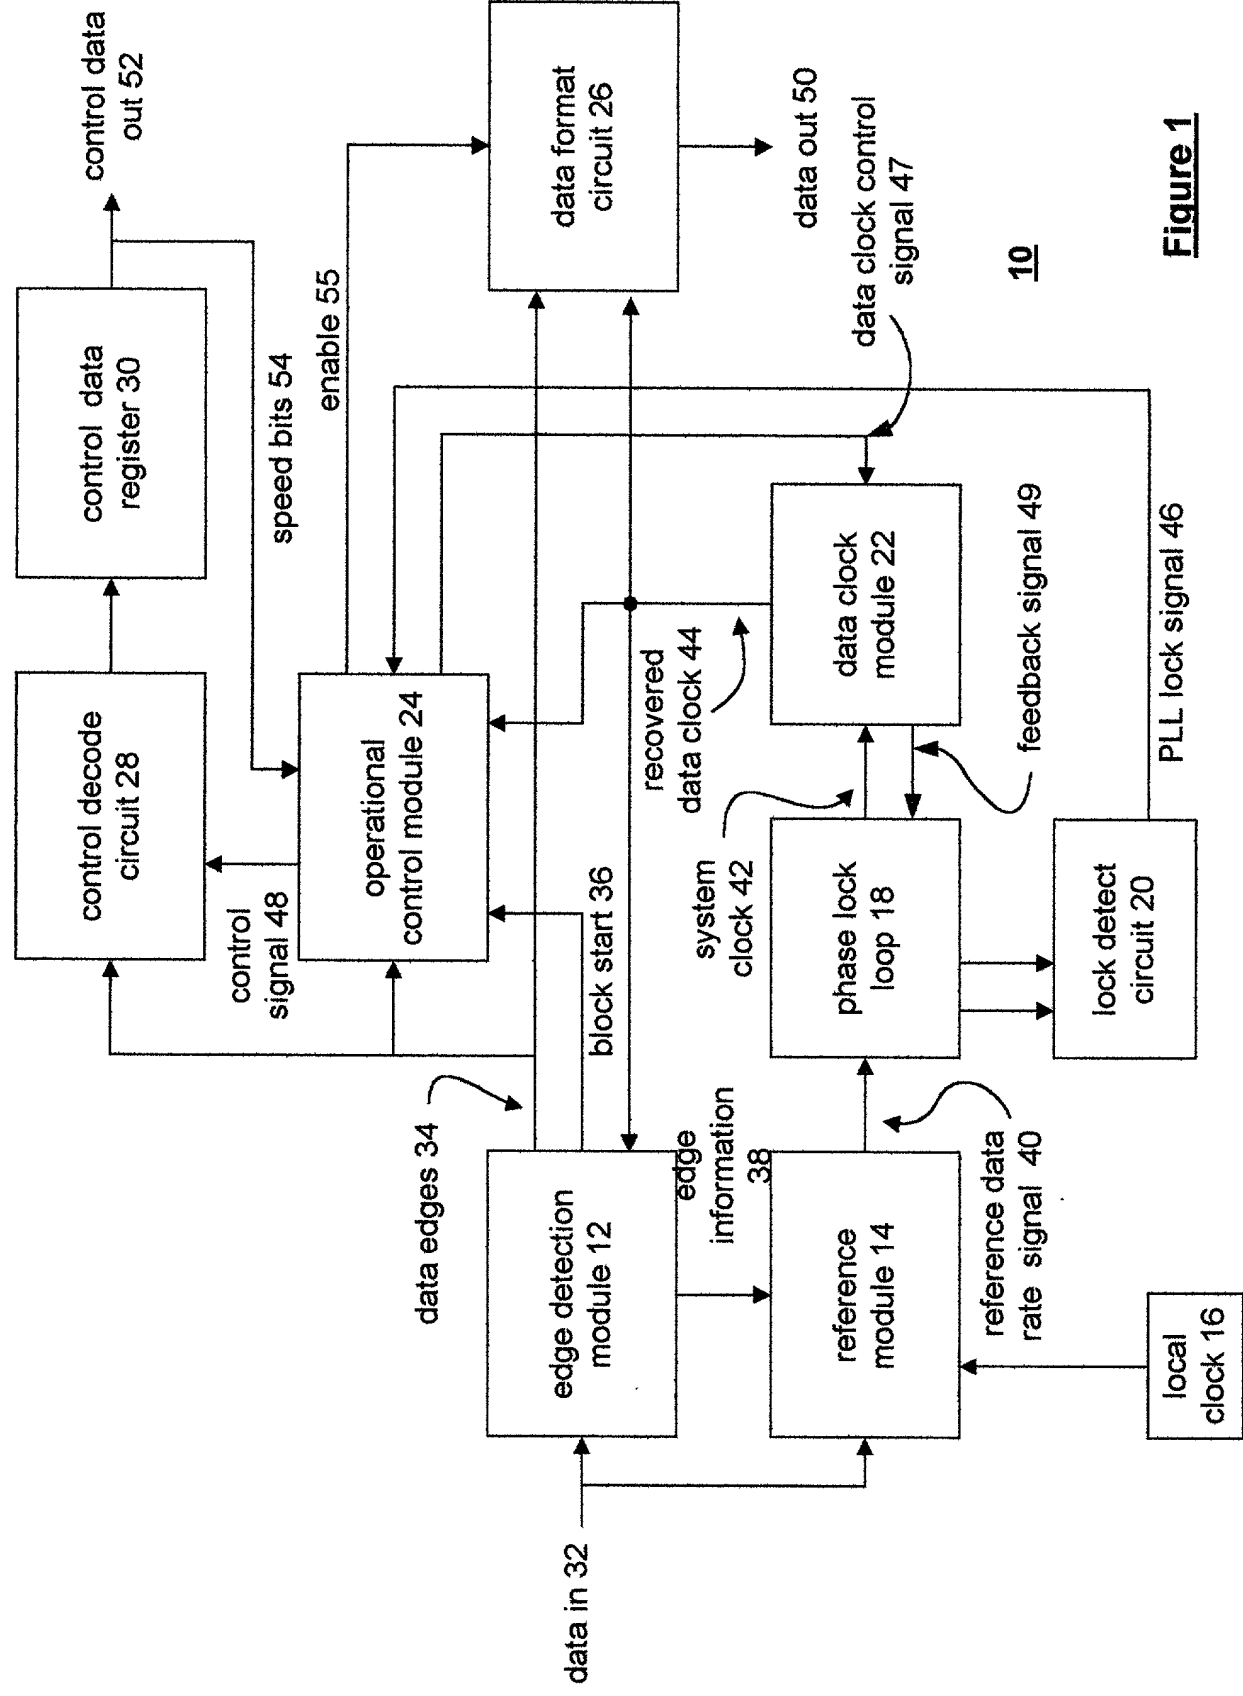 control data
out 52
control data
register 30
control decode
circuit 28
speed bits 54
enable 55
control
signal 48
operational
control module 24
data format
circuit 26
data out 50
data clock control
signal 47
data edges 34
block start 36
recovered
data clock 44
data in 32
edge detection
module 12
edge
information
38
system
clock 42
data clock
module 22
feedback signal 49
reference
module 14
phase lock
loop 18
reference data
rate signal 40
lock detect
circuit 20
PLL lock signal 46
local
clock 16
10
Figure 1